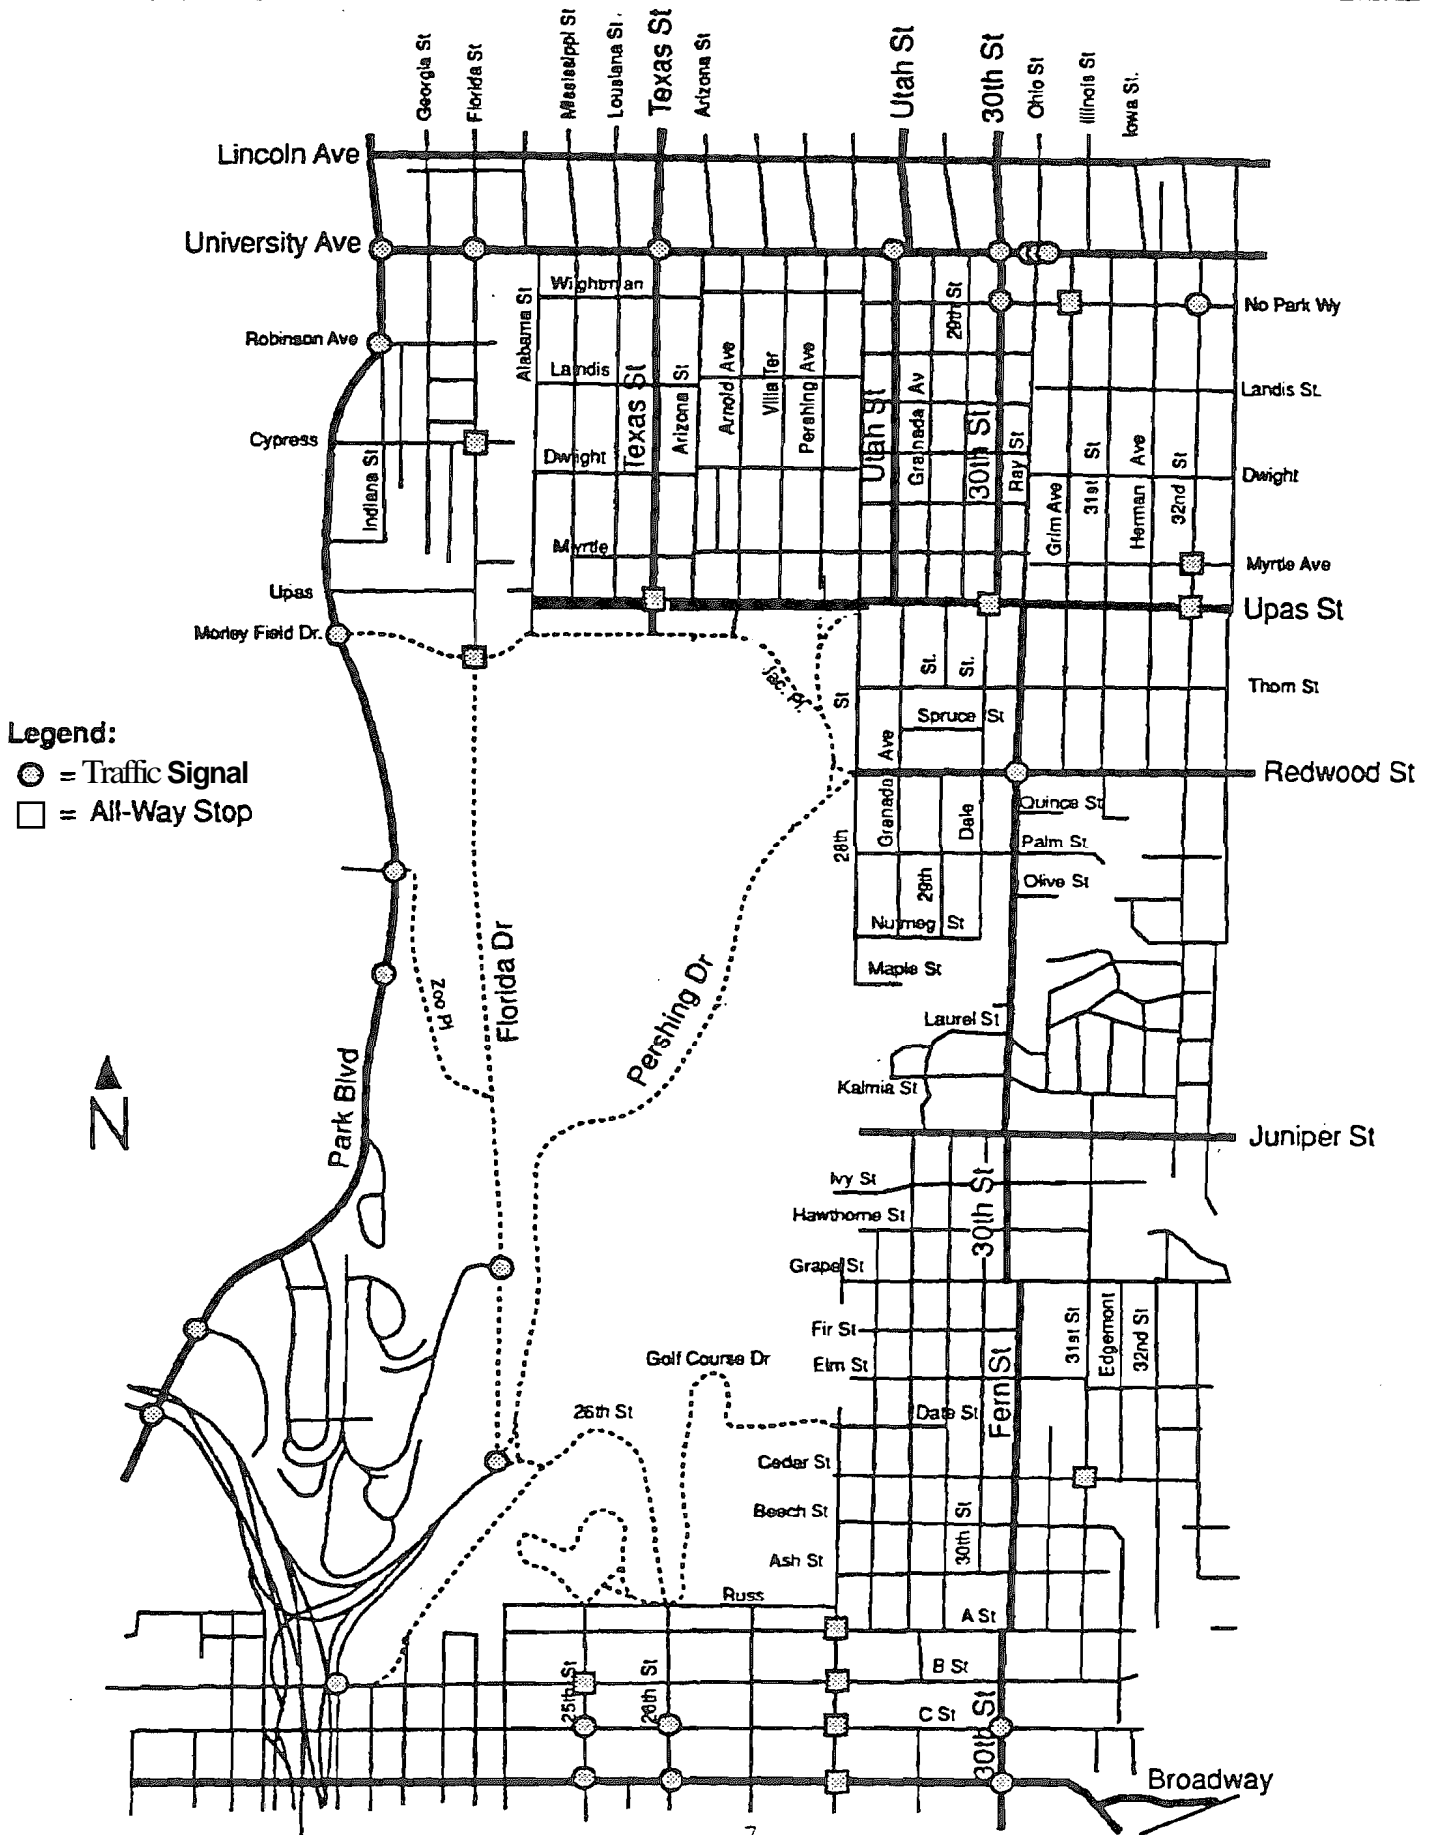 Georgia St
Florida St
Mississippi St
Lousiana St.
Texas St
Arizona St
Utah St
30th St
Ohio St
Illinois St
Iowa St.
Lincoln Ave
University Ave
Wightman
Alabama St
29th St
No Park Wy
Robinson Ave
Landis
Texas St
Arizona St
Arnold Ave
Villa Ter
Pershing Ave
Utah St
Granada Av
30th St
Ray St
Landis St.
Cypress
Indiana St
Dwight
Grim Ave
31st St
Herman Ave
32nd St
Dwight
Myrtle
Myrtle Ave
Upas
Upas St
Morley Field Dr.
Jac. Pl.
28th St
St.
St.
Thorn St
Spruce St
Legend:
= Traffic Signal
= All-Way Stop
Granada Ave
Redwood St
Quince St
Dale
Palm St
29th
Olive St
Nutmeg St
Maple St
Zoo Pl
Florida Dr
Pershing Dr
Laurel St
Kalmia St
N
Park Blvd
Juniper St
Ivy St
30th St
Hawthorne St
Grape St
Fir St
31st St
Edgemont
32nd St
Elm St
Golf Course Dr
Fern St
26th St
Date St
Cedar St
Beech St
30th St
Ash St
Russ
A St
B St
25th St
26th St
C St
30th St
Broadway
7